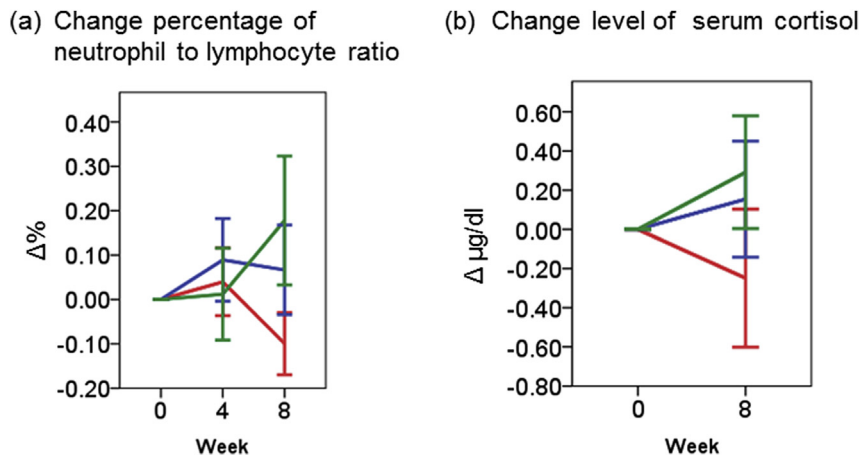 (a) Change percentage of
neutrophil to lymphocyte ratio
Δ%
0.40
0.30
0.20
0.10
0.00
-0.10
-0.20
0 4 8
Week
(b) Change level of serum cortisol
Δ µg/dl
0.60
0.40
0.20
0.00
-0.20
-0.40
-0.60
-0.80
0 8
Week